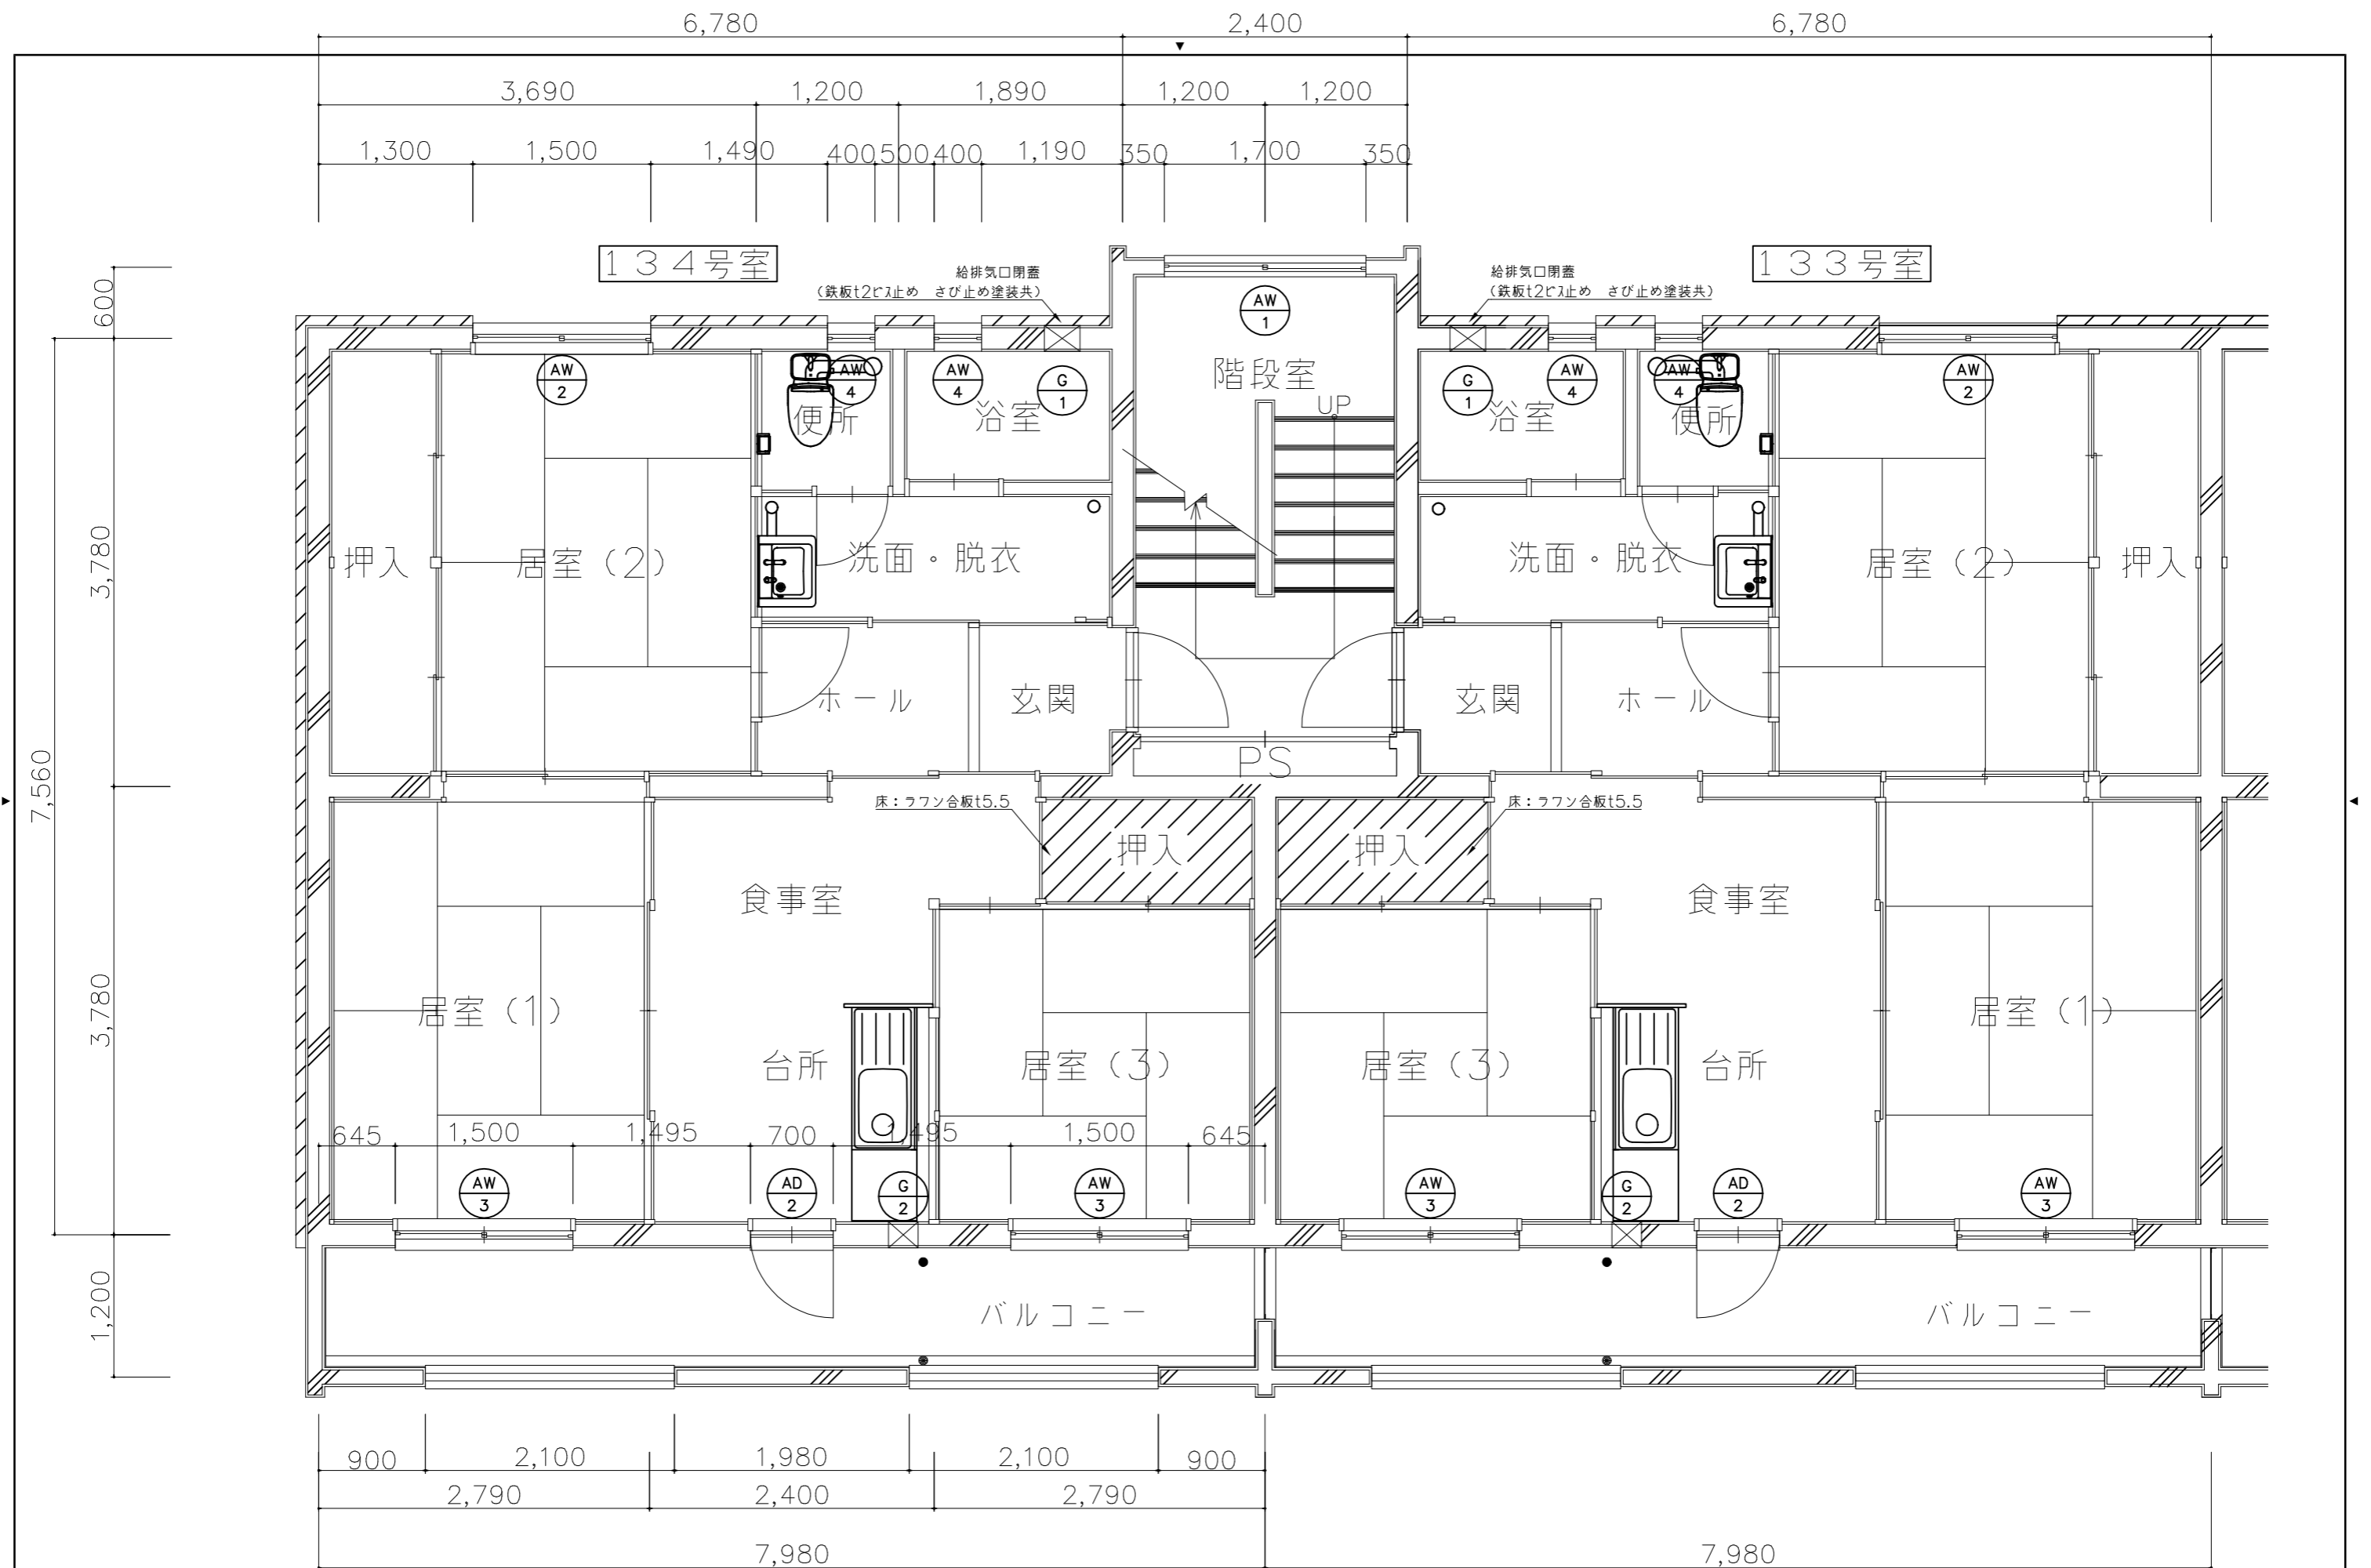 6,780 2,400 6,780
3,690 1,200 1,890 1,200 1,200
1,300 1,500 1,490 400 500 400 1,190 350 1,700 350
134号室
133号室
給排気口閉蓋
(鉄板t2ビス止め さび止め塗装共)
給排気口閉蓋
(鉄板t2ビス止め さび止め塗装共)
600
3,780
7,560
3,780
1,200
AW
1
AW
2
AW
4
AW
4
G
1
G
1
AW
4
AW
4
AW
2
便所
浴室
階段室
UP
浴室
便所
押入
居室(2)
洗面・脱衣
洗面・脱衣
居室(2)
押入
ホール
玄関
玄関
ホール
PS
床:ラワン合板t5.5
床:ラワン合板t5.5
押入
押入
食事室
食事室
居室(1)
台所
居室(3)
居室(3)
台所
居室(1)
645 1,500 1,495 700 1,495 1,500 645
AW
3
AD
2
G
2
AW
3
AW
3
G
2
AD
2
AW
3
バルコニー
バルコニー
900 2,100 1,980 2,100 900
2,790 2,400 2,790
7,980 7,980